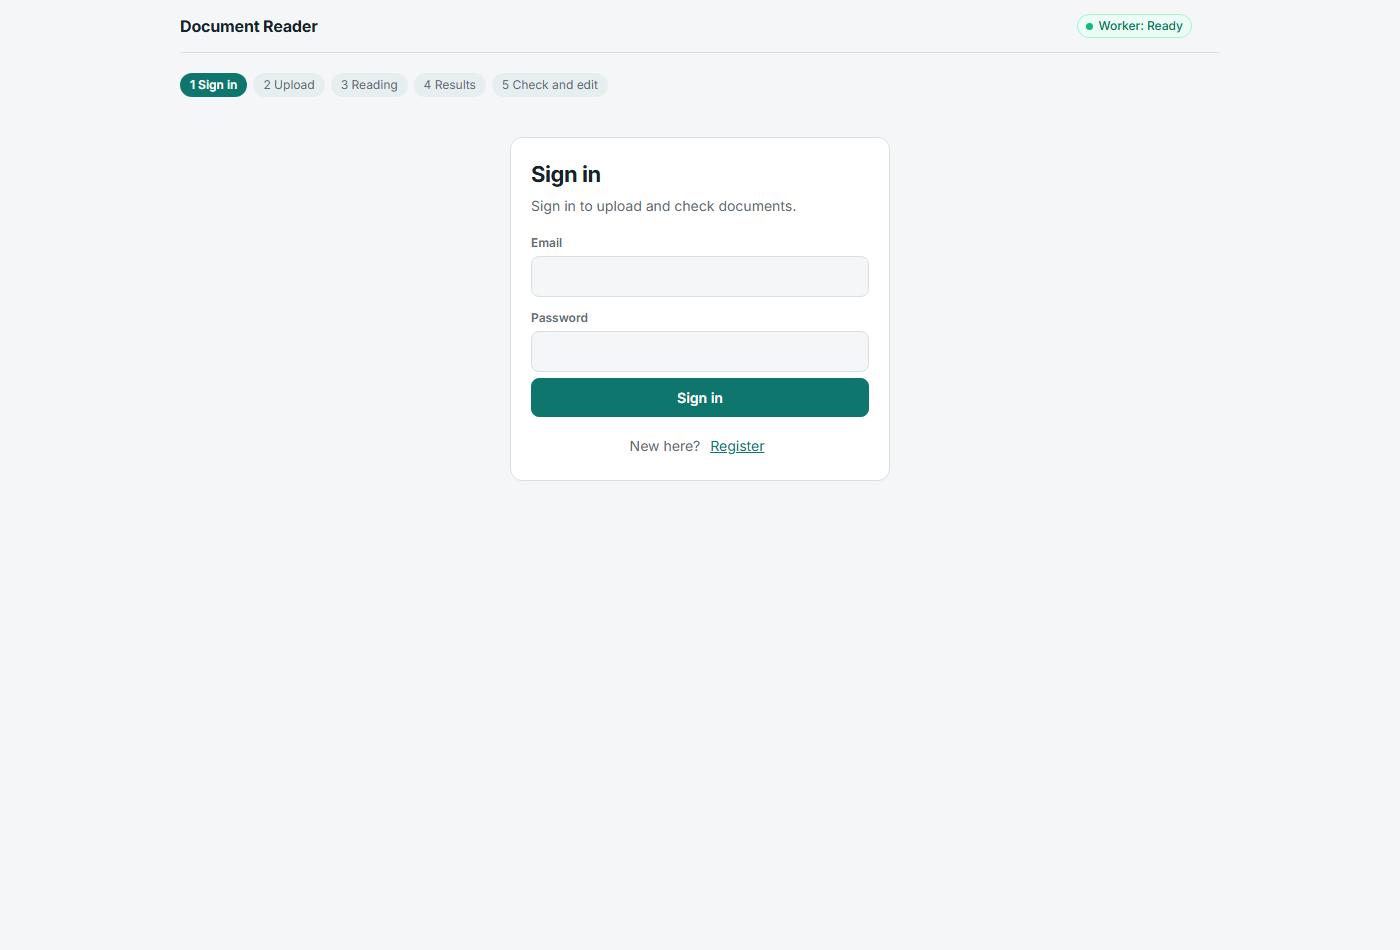 Document Reader
Worker: Ready
1 Sign in
2 Upload
3 Reading
4 Results
5 Check and edit
Sign in
Sign in to upload and check documents.
Email
Password
Sign in
New here? Register